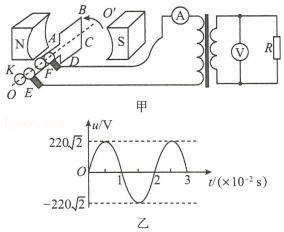 B
O′
A
N
S
C
K
F
D
O
E
A
V
R
甲
u/V
220√2
O
1
2
3
t/(×10⁻² s)
−220√2
乙